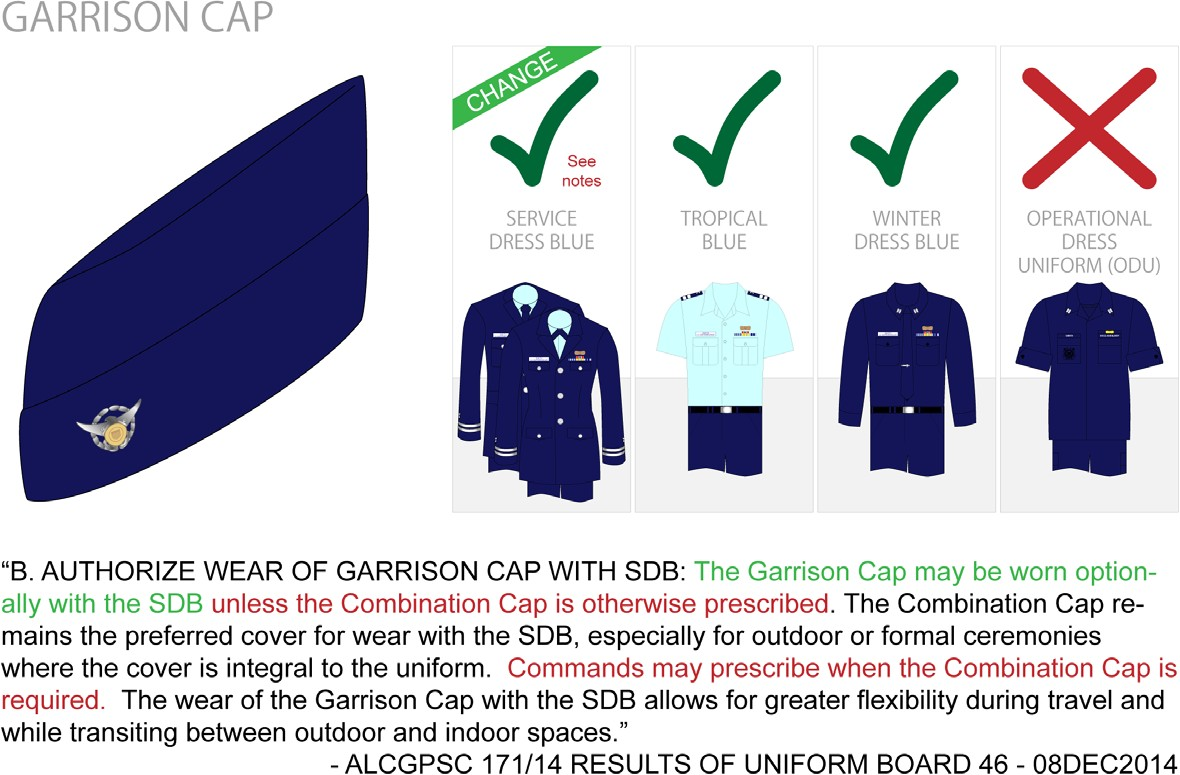 GARRISON CAP
CHANGE
See
notes
SERVICE
DRESS BLUE
TROPICAL
BLUE
WINTER
DRESS BLUE
OPERATIONAL
DRESS
UNIFORM (ODU)
“B. AUTHORIZE WEAR OF GARRISON CAP WITH SDB: The Garrison Cap may be worn option-
ally with the SDB unless the Combination Cap is otherwise prescribed. The Combination Cap re-
mains the preferred cover for wear with the SDB, especially for outdoor or formal ceremonies
where the cover is integral to the uniform.  Commands may prescribe when the Combination Cap is
required.  The wear of the Garrison Cap with the SDB allows for greater flexibility during travel and
while transiting between outdoor and indoor spaces.”
- ALCGPSC 171/14 RESULTS OF UNIFORM BOARD 46 - 08DEC2014